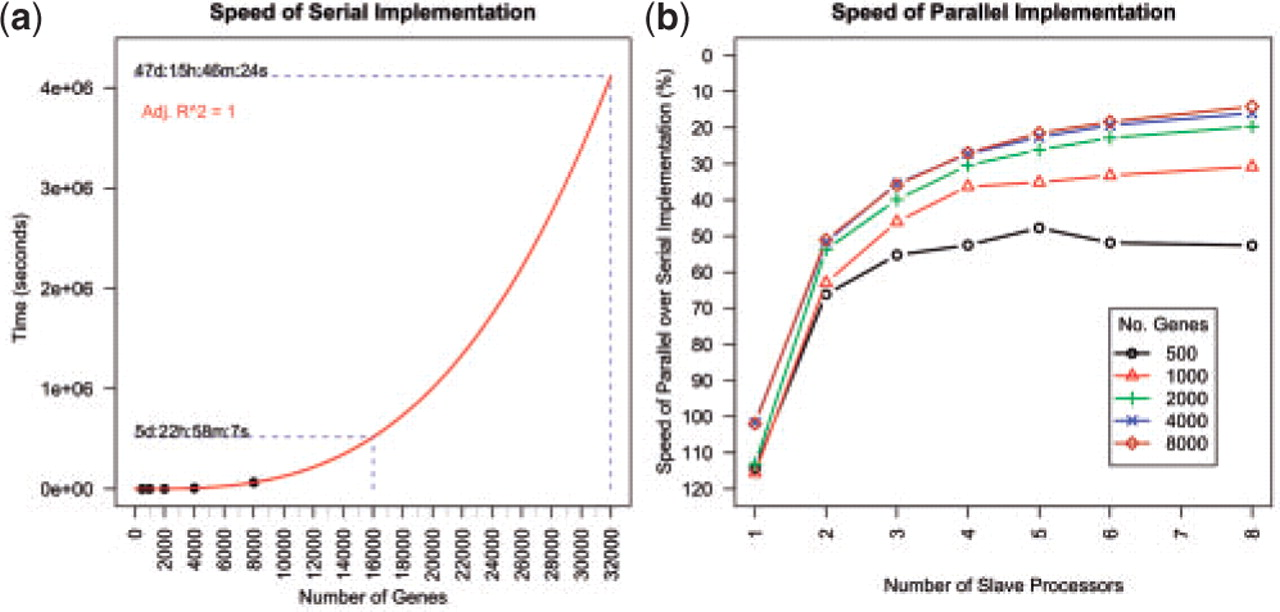 (a)
Speed of Serial Implementation
47d:15h:46m:24s
Adj. R^2 = 1
5d:22h:58m:7s
Time (seconds)
4e+06
3e+06
2e+06
1e+06
0e+00
0
2000
4000
6000
8000
10000
12000
14000
16000
18000
20000
22000
24000
26000
28000
30000
32000
Number of Genes
(b)
Speed of Parallel Implementation
Speed of Parallel over Serial Implementation (%)
0
10
20
30
40
50
60
70
80
90
100
110
120
No. Genes
500
1000
2000
4000
8000
1
2
3
4
5
6
7
8
Number of Slave Processors